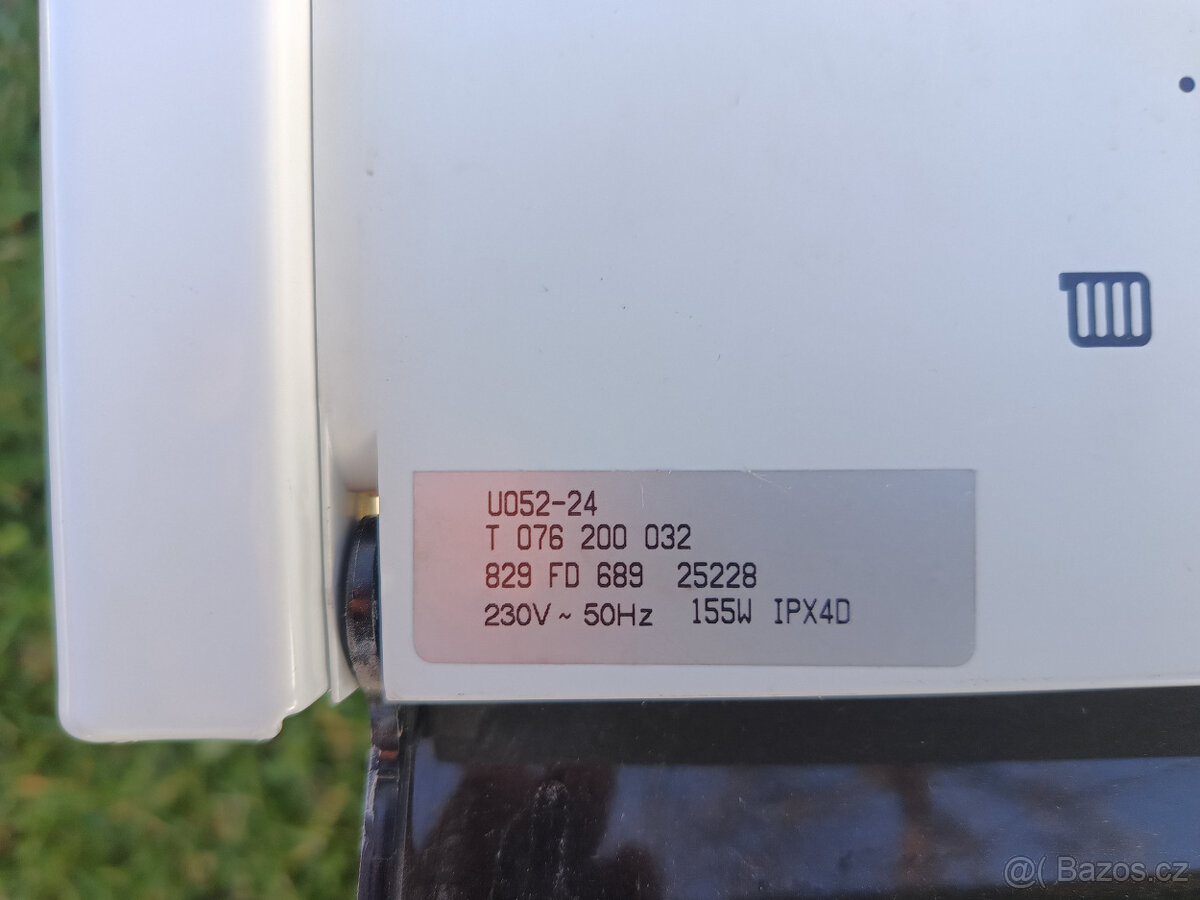 U052-24
T 076 200 032
829 FD 689 25228
230V ~ 50Hz 155W IPX4D
@( Bazos.cz